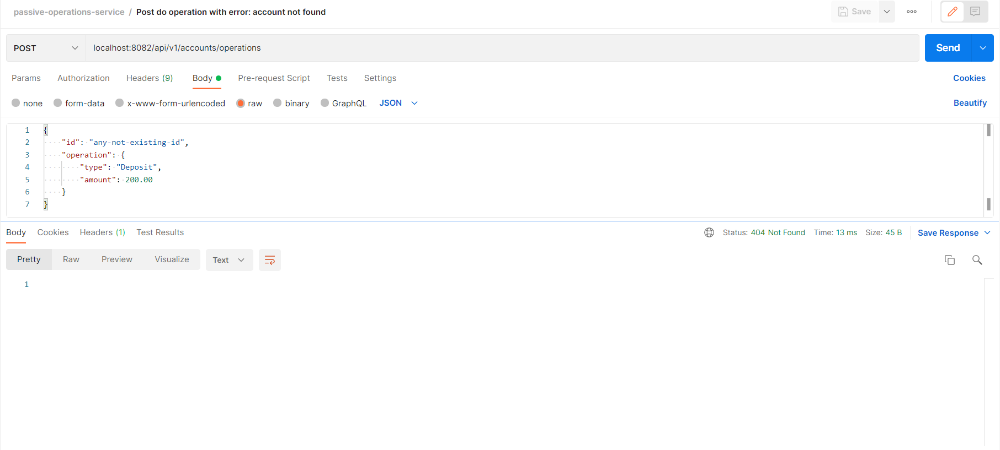 passive-operations-service / Post do operation with error: account not found Save
POST localhost:8082/api/v1/accounts/operations Send
Params Authorization Headers (9) Body Pre-request Script Tests Settings Cookies
none form-data x-www-form-urlencoded raw binary GraphQL JSON Beautify
1 {
2 "id": "any-not-existing-id",
3 "operation": {
4 "type": "Deposit",
5 "amount": 200.00
6 }
7 }
Body Cookies Headers (1) Test Results Status: 404 Not Found Time: 13 ms Size: 45 B Save Response
Pretty Raw Preview Visualize Text
1